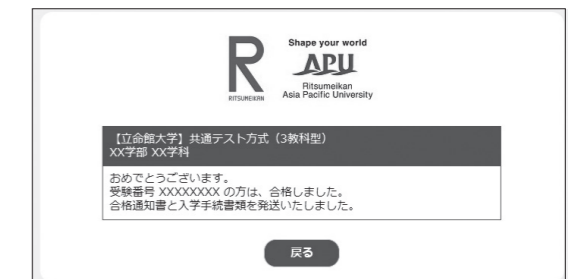 R
RITSUMEIKAN
Shape your world
APU
Ritsumeikan
Asia Pacific University
【立命館大学】共通テスト方式（3教科型）
XX学部 XX学科
おめでとうございます。
受験番号 XXXXXXXX の方は、合格しました。
合格通知書と入学手続書類を発送いたしました。
戻る